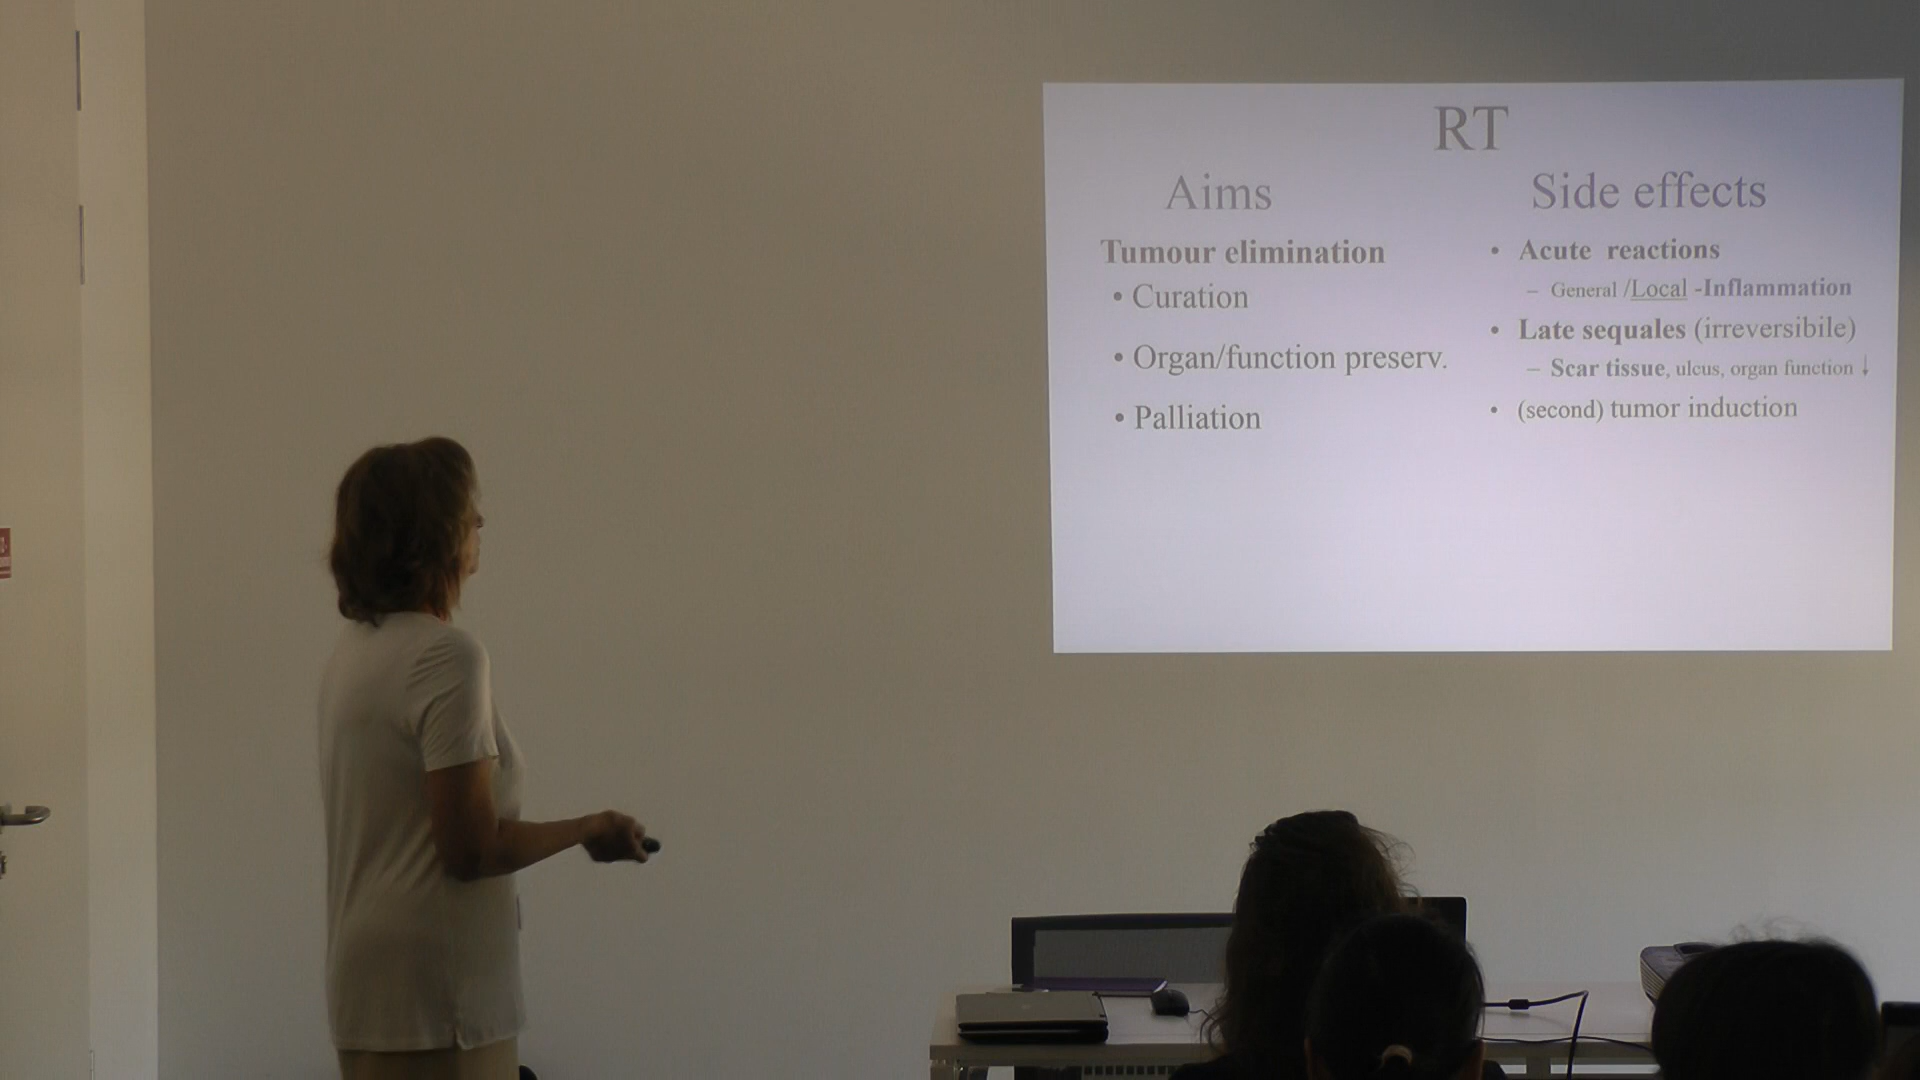 RT
Aims
Tumour elimination
• Curation
• Organ/function preserv.
• Palliation
Side effects
• Acute reactions
– General /Local -Inflammation
• Late sequales (irreversibile)
– Scar tissue, ulcus, organ function ↓
• (second) tumor induction